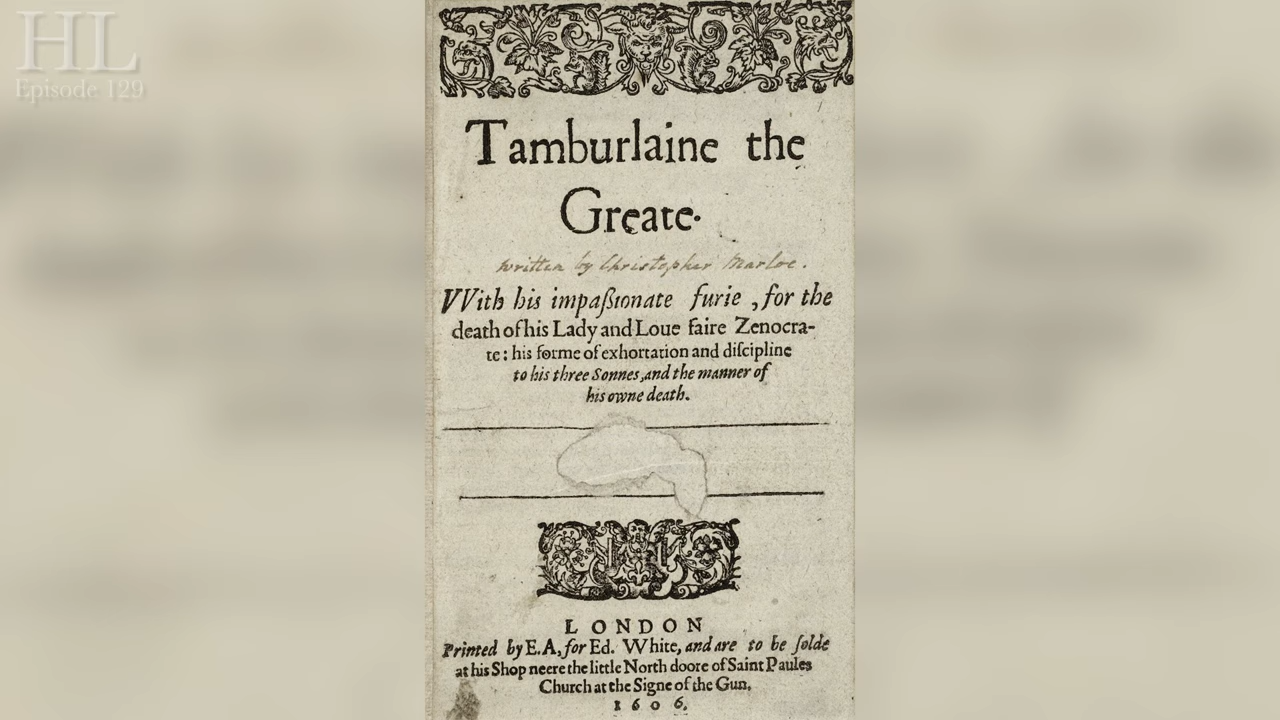 HL
Episode 129
Tamburlaine the
Greate.
written by Christopher Marloe.
VVith his impaſsionate furie, for the
death of his Lady and Loue faire Zenocra-
te: his forme of exhortation and diſcipline
to his three Sonnes, and the manner of
his owne death.
LONDON
Printed by E.A, for Ed. White, and are to be ſolde
at his Shop neere the little North doore of Saint Paules
Church at the Signe of the Gun.
1606.